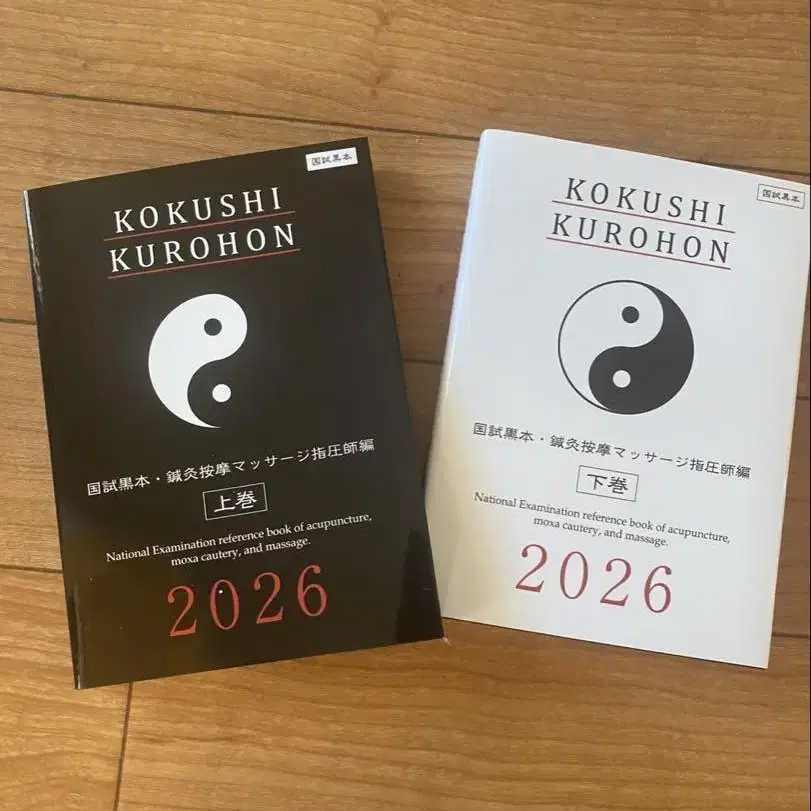 国試黒本
KOKUSHI
KUROHON
国試黒本・鍼灸按摩マッサージ指圧師編
上巻
National Examination reference book of acupuncture,
moxa cautery, and massage.
2026
国試黒本
KOKUSHI
KUROHON
国試黒本・鍼灸按摩マッサージ指圧師編
下巻
National Examination reference book of acupuncture,
moxa cautery, and massage.
2026